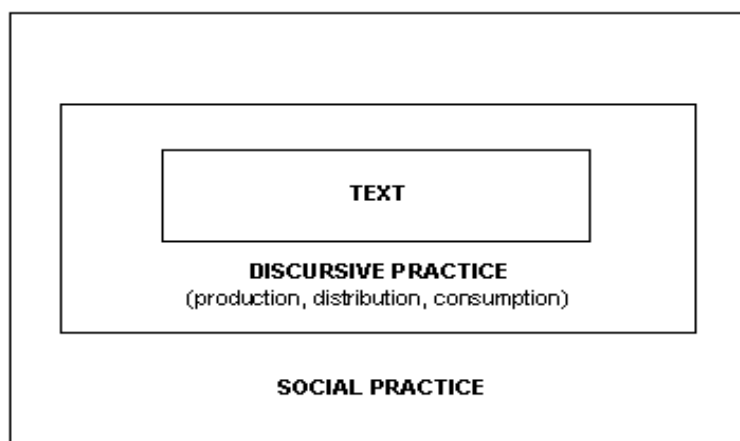 TEXT
DISCURSIVE PRACTICE
(production, distribution, consumption)
SOCIAL PRACTICE